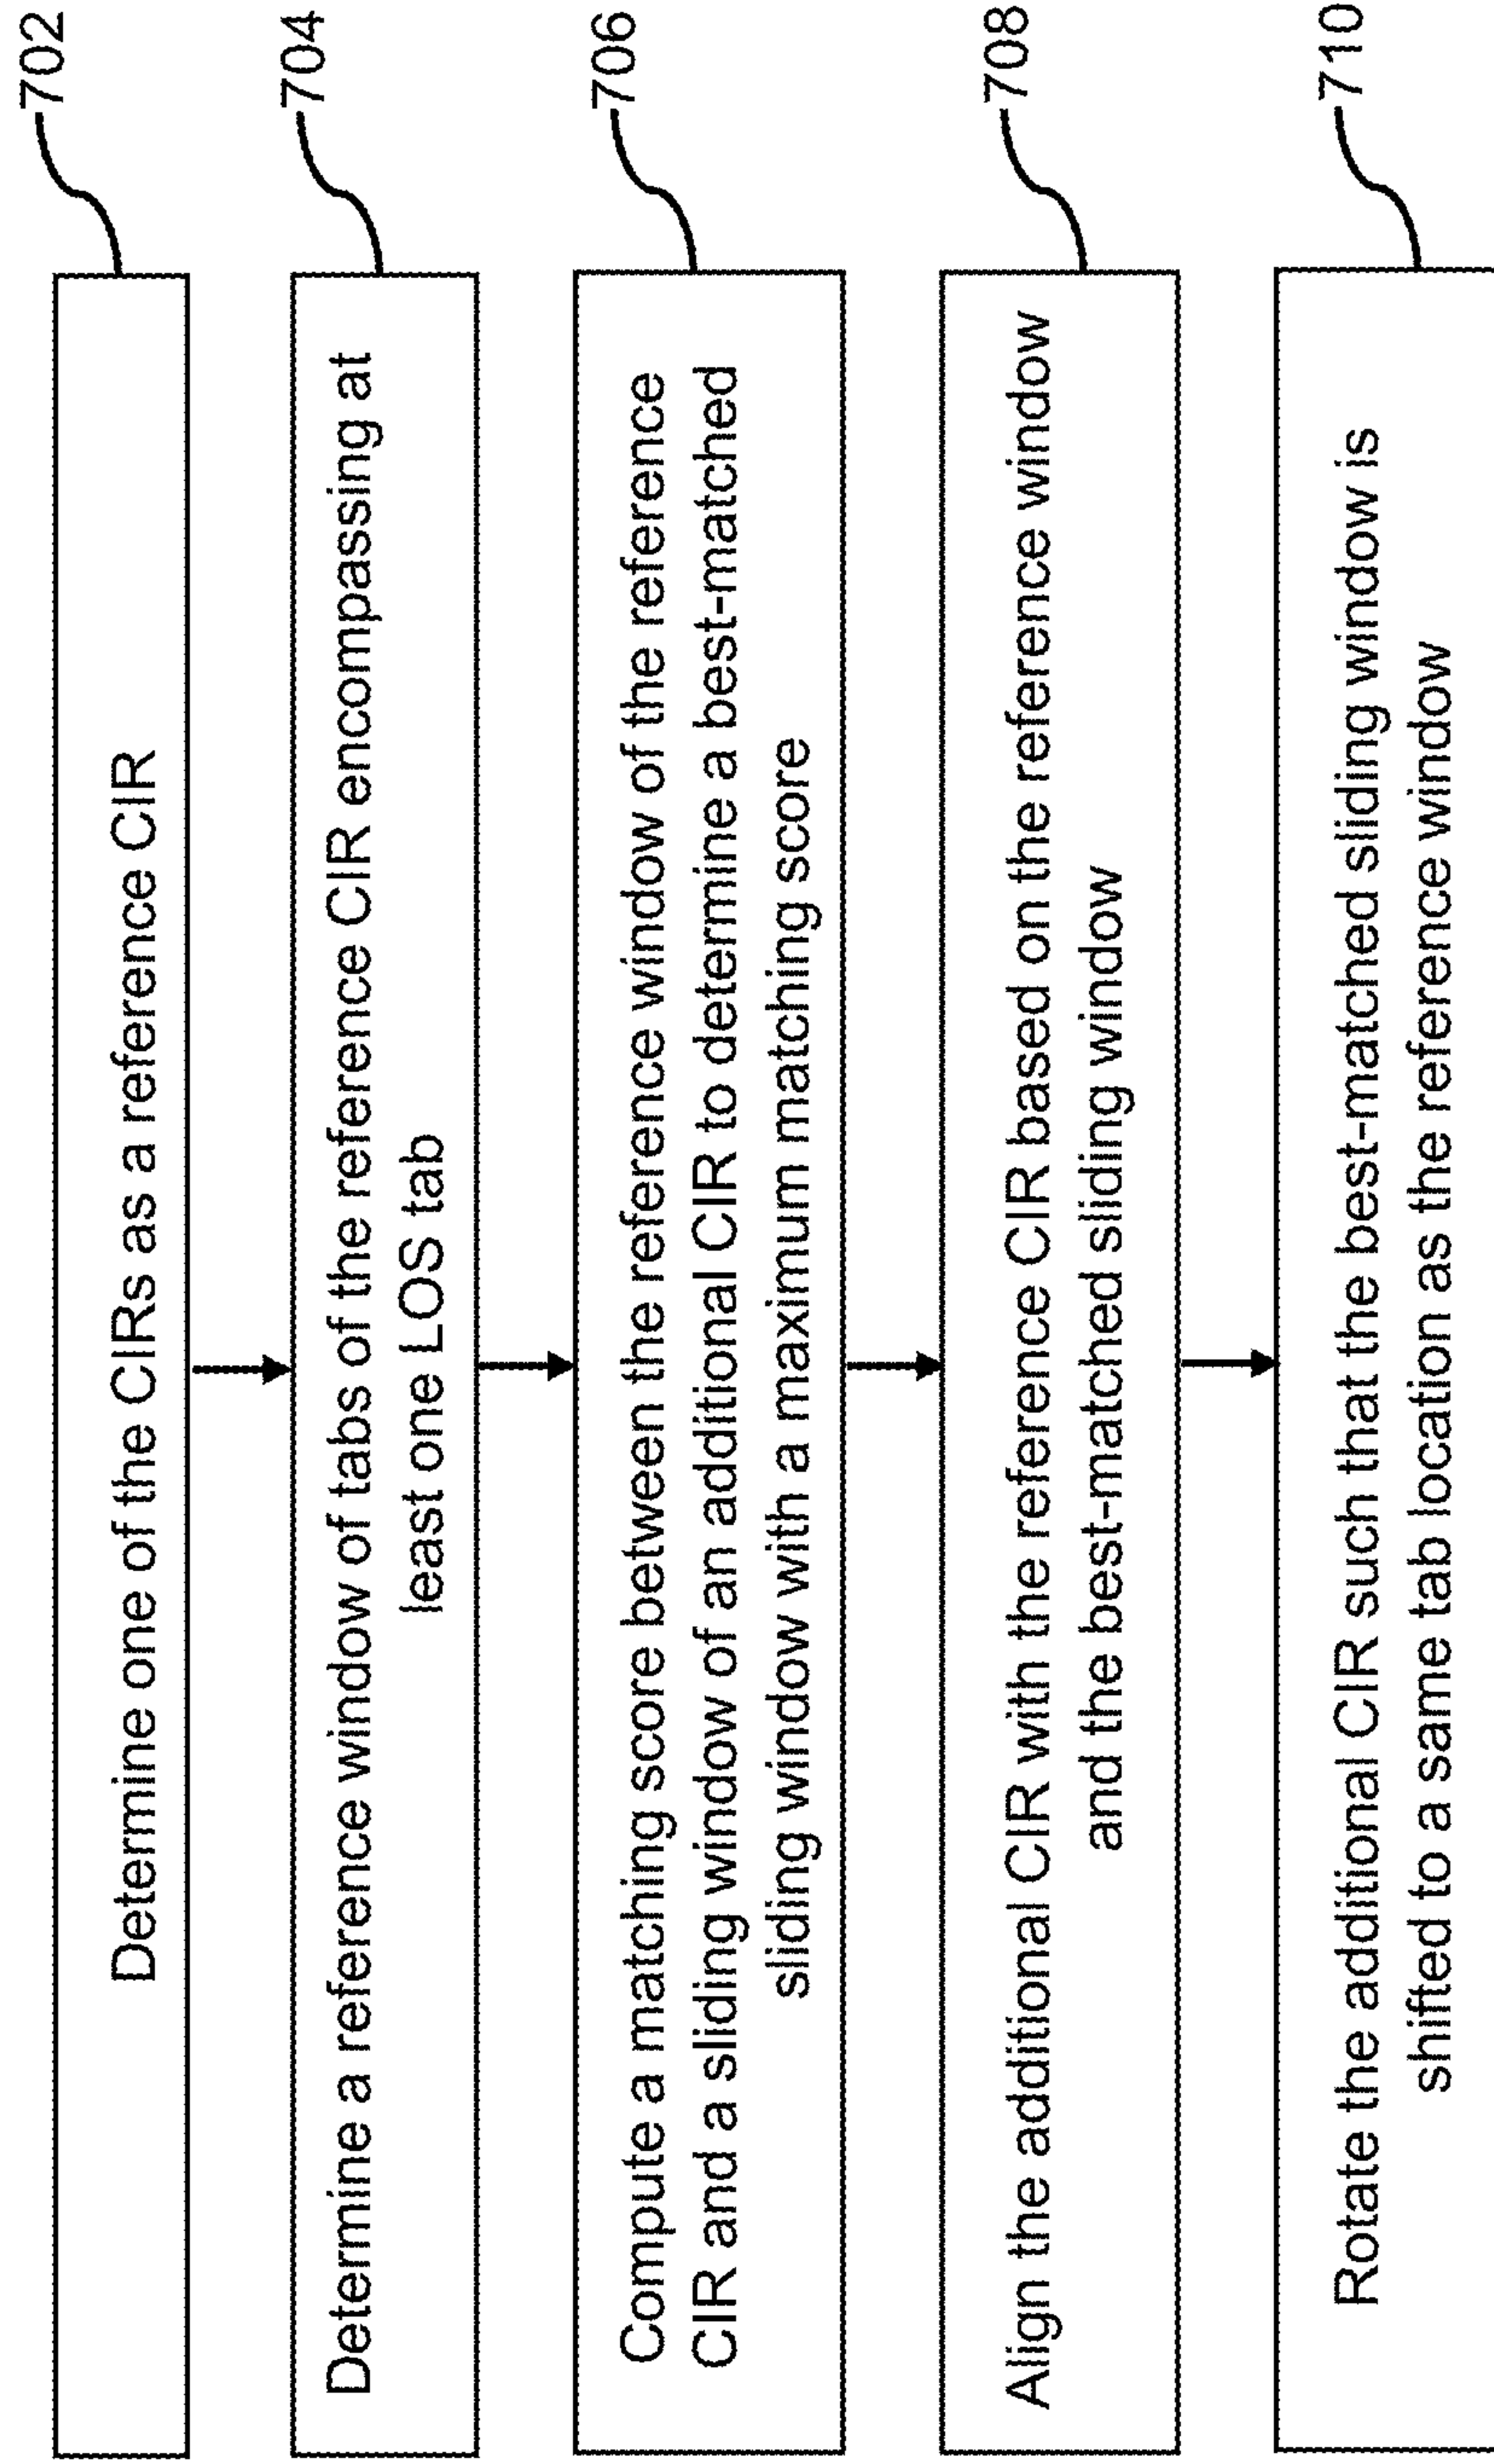 Determine one of the CIRs as a reference CIR
702
Determine a reference window of tabs of the reference CIR encompassing at
least one LOS tab
704
Compute a matching score between the reference window of the reference
CIR and a sliding window of an additional CIR to determine a best-matched
sliding window with a maximum matching score
706
Align the additional CIR with the reference CIR based on the reference window
and the best-matched sliding window
708
Rotate the additional CIR such that the best-matched sliding window is
shifted to a same tab location as the reference window
710